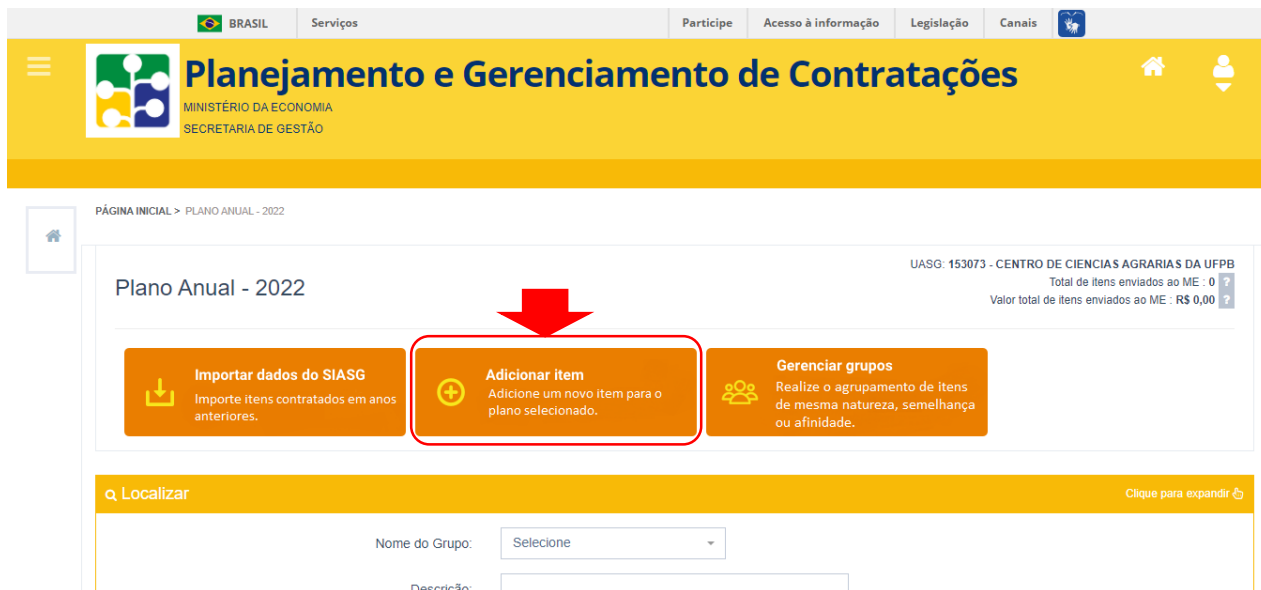 BRASIL Serviços Participe Acesso à informação Legislação Canais
Planejamento e Gerenciamento de Contratações
MINISTÉRIO DA ECONOMIA
SECRETARIA DE GESTÃO
PÁGINA INICIAL > PLANO ANUAL - 2022
UASG: 153073 - CENTRO DE CIENCIAS AGRARIAS DA UFPB
Total de itens enviados ao ME : 0 ?
Valor total de itens enviados ao ME : R$ 0,00 ?
Plano Anual - 2022
Importar dados do SIASG
Importe itens contratados em anos
anteriores.
Adicionar item
Adicione um novo item para o
plano selecionado.
Gerenciar grupos
Realize o agrupamento de itens
de mesma natureza, semelhança
ou afinidade.
Localizar Clique para expandir
Nome do Grupo: Selecione
Descrição: